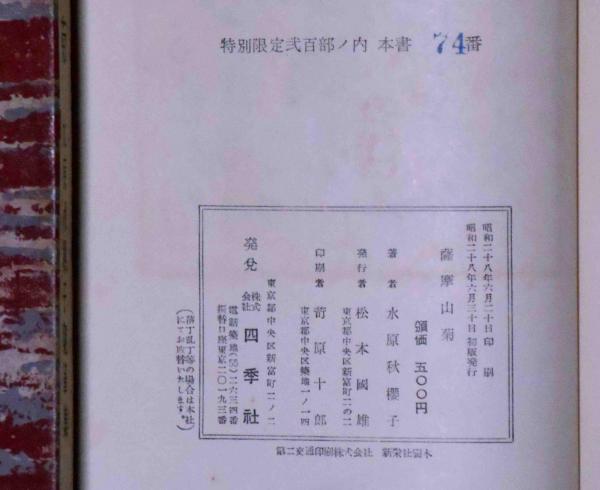 特別限定弐百部ノ内 本書 74番
昭和二十八年六月二十日印刷
昭和二十八年六月三十日初版発行
薩摩山菊
頒価 五〇〇円
著者 水原秋櫻子
発行者 松本國雄
東京都中央区新富町二の二
印刷者 苛原十郎
東京都中央区築地一ノ一四
東京都中央区新富町二ノ二
発兌 株式会社 四季社
電話築地(55)二六三四番
振替口座東京二〇一九三番
(落丁乱丁等の場合は本社にてお取替いたします。)
第二交通印刷株式会社 新栄社製本